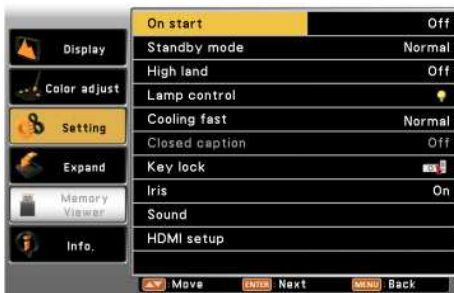 Display
Color adjust
Setting
Expand
Memory Viewer
Info.
On start Off
Standby mode Normal
High land Off
Lamp control
Cooling fast Normal
Closed caption Off
Key lock
Iris On
Sound
HDMI setup
Move ENTER Next MENU Back